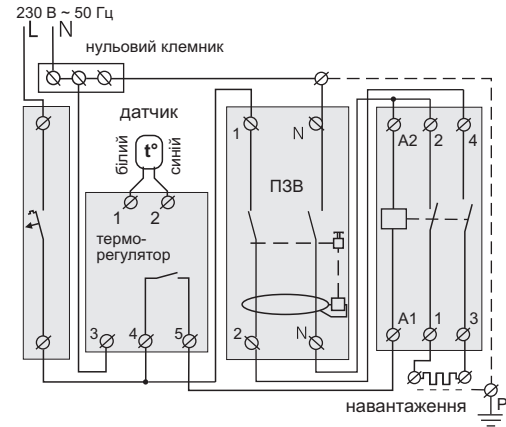 230 В ~ 50 Гц
L N
нульовий клемник
датчик
білий
t°
синій
1 2
термо-
регулятор
3 4 5
1 N
ПЗВ
2 N
A2 2 4
A1 1 3
навантаження
P